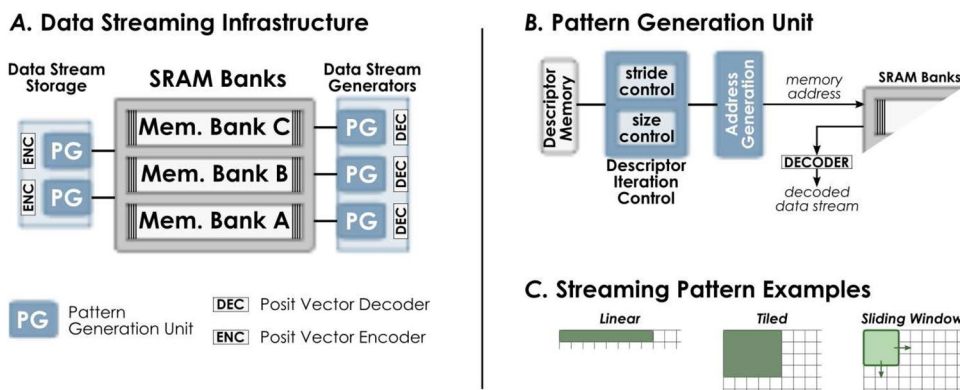 A. Data Streaming Infrastructure
Data Stream
Storage
SRAM Banks
Data Stream
Generators
ENC
PG
ENC
PG
Mem. Bank C
Mem. Bank B
Mem. Bank A
PG
DEC
PG
DEC
PG
DEC
PG
Pattern
Generation Unit
DEC
Posit Vector Decoder
ENC
Posit Vector Encoder
B. Pattern Generation Unit
Descriptor
Memory
stride
control
size
control
Descriptor
Iteration
Control
Address
Generation
memory
address
SRAM Banks
DECODER
decoded
data stream
C. Streaming Pattern Examples
Linear
Tiled
Sliding Window